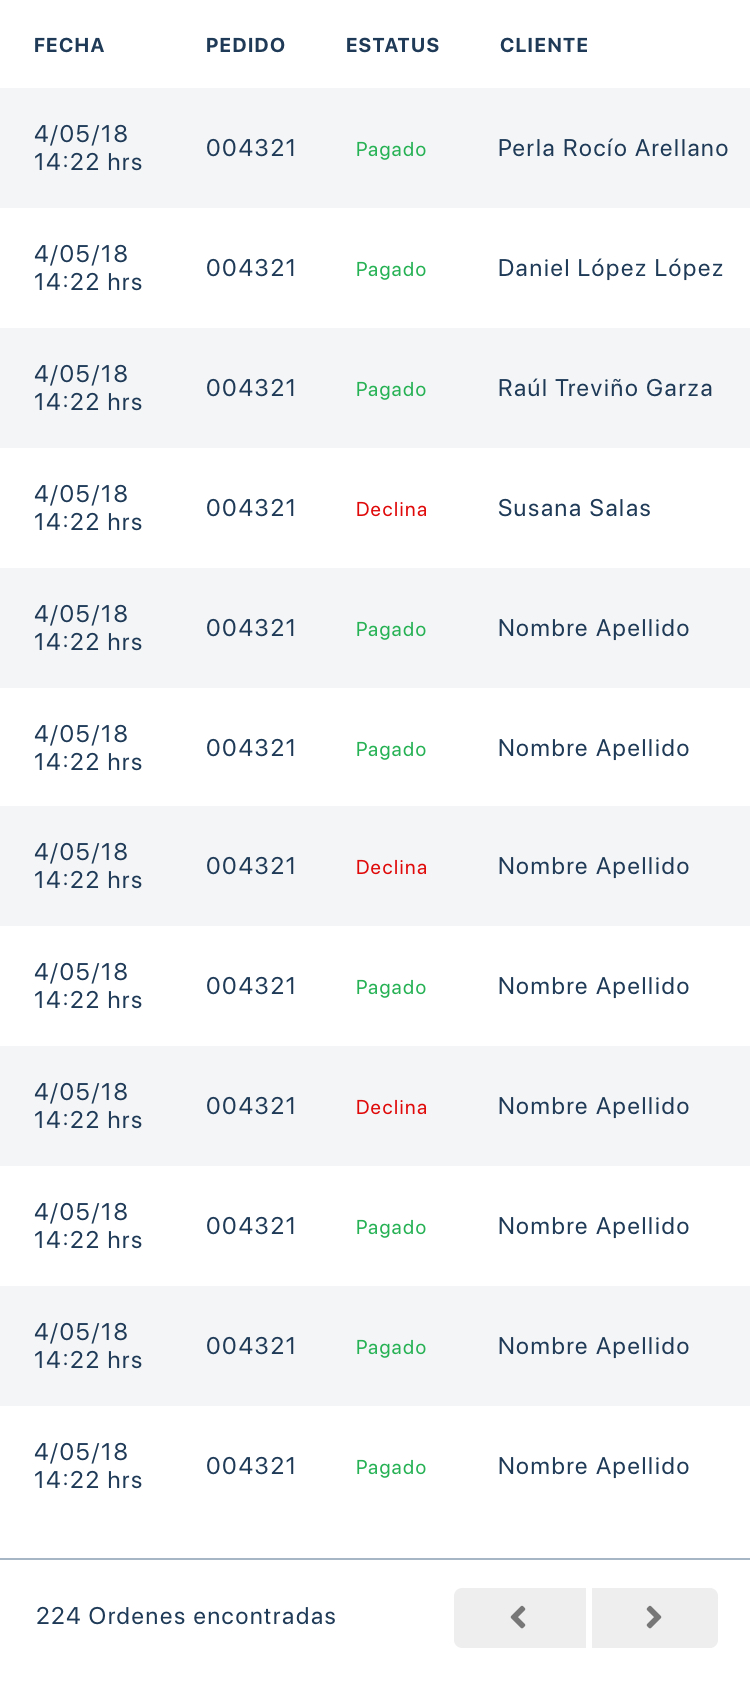 FECHA PEDIDO ESTATUS CLIENTE
4/05/18
14:22 hrs 004321 Pagado Perla Rocío Arellano
4/05/18
14:22 hrs 004321 Pagado Daniel López López
4/05/18
14:22 hrs 004321 Pagado Raúl Treviño Garza
4/05/18
14:22 hrs 004321 Declina Susana Salas
4/05/18
14:22 hrs 004321 Pagado Nombre Apellido
4/05/18
14:22 hrs 004321 Pagado Nombre Apellido
4/05/18
14:22 hrs 004321 Declina Nombre Apellido
4/05/18
14:22 hrs 004321 Pagado Nombre Apellido
4/05/18
14:22 hrs 004321 Declina Nombre Apellido
4/05/18
14:22 hrs 004321 Pagado Nombre Apellido
4/05/18
14:22 hrs 004321 Pagado Nombre Apellido
4/05/18
14:22 hrs 004321 Pagado Nombre Apellido
224 Ordenes encontradas